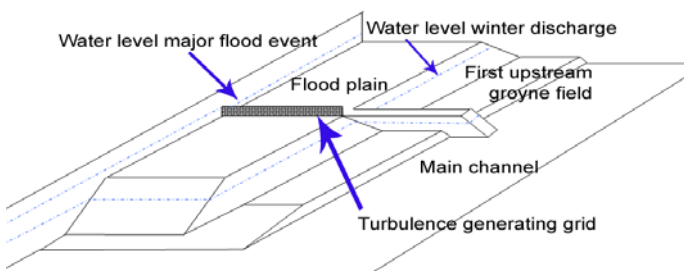 Water level major flood event
Water level winter discharge
Flood plain
First upstream
groyne field
Main channel
Turbulence generating grid